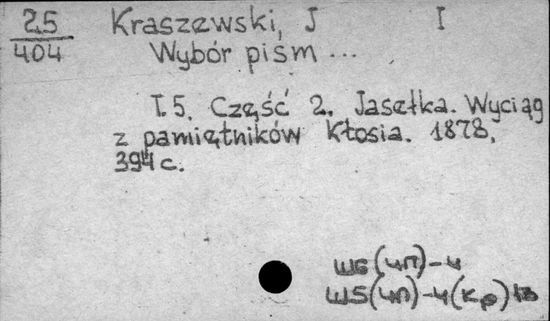 25
404
Kraszewski, J I
Wybór pism ...
T. 5. Część 2. Jasełka. Wyciąg
z pamiętników Kłosia. 1878,
394 с.
Ш6(4П)-4
Ш5(4П)-4(Кр)